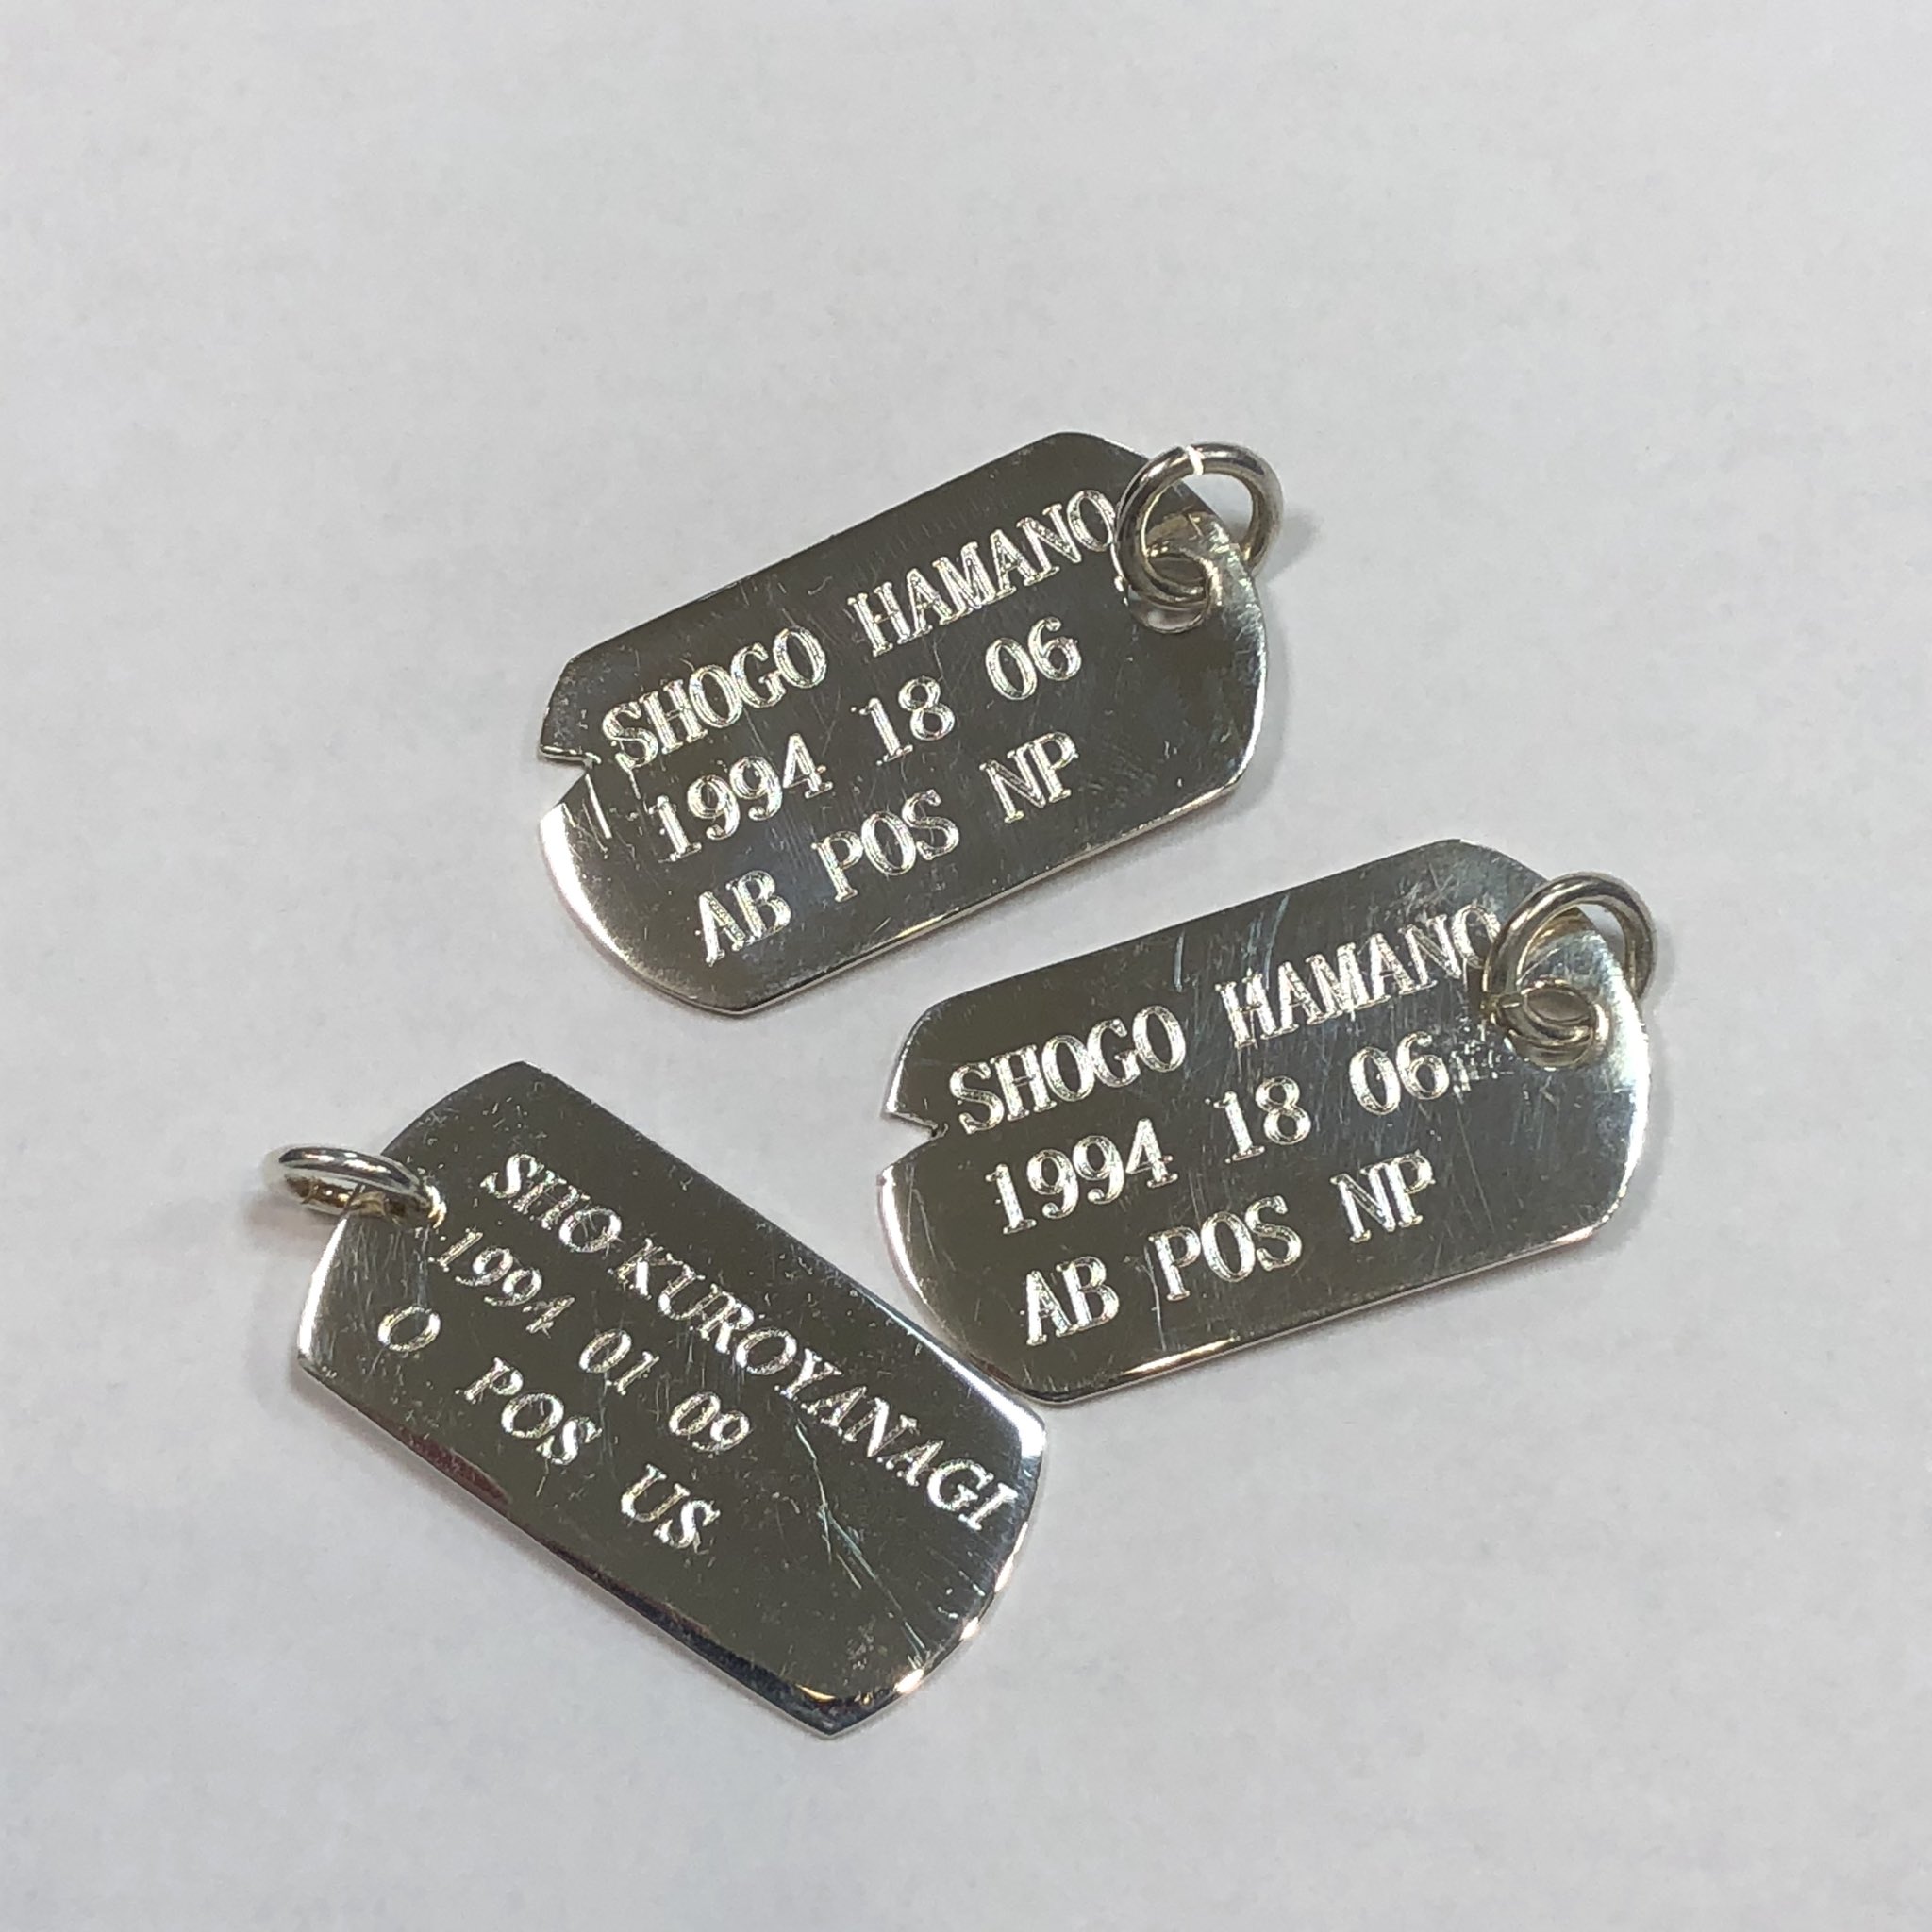 SHOGO HAMANO
1994 18 06
AB POS NP
SHOGO HAMANO
1994 18 06
AB POS NP
SHO KUROYANAGI
1994 01 09
O POS US